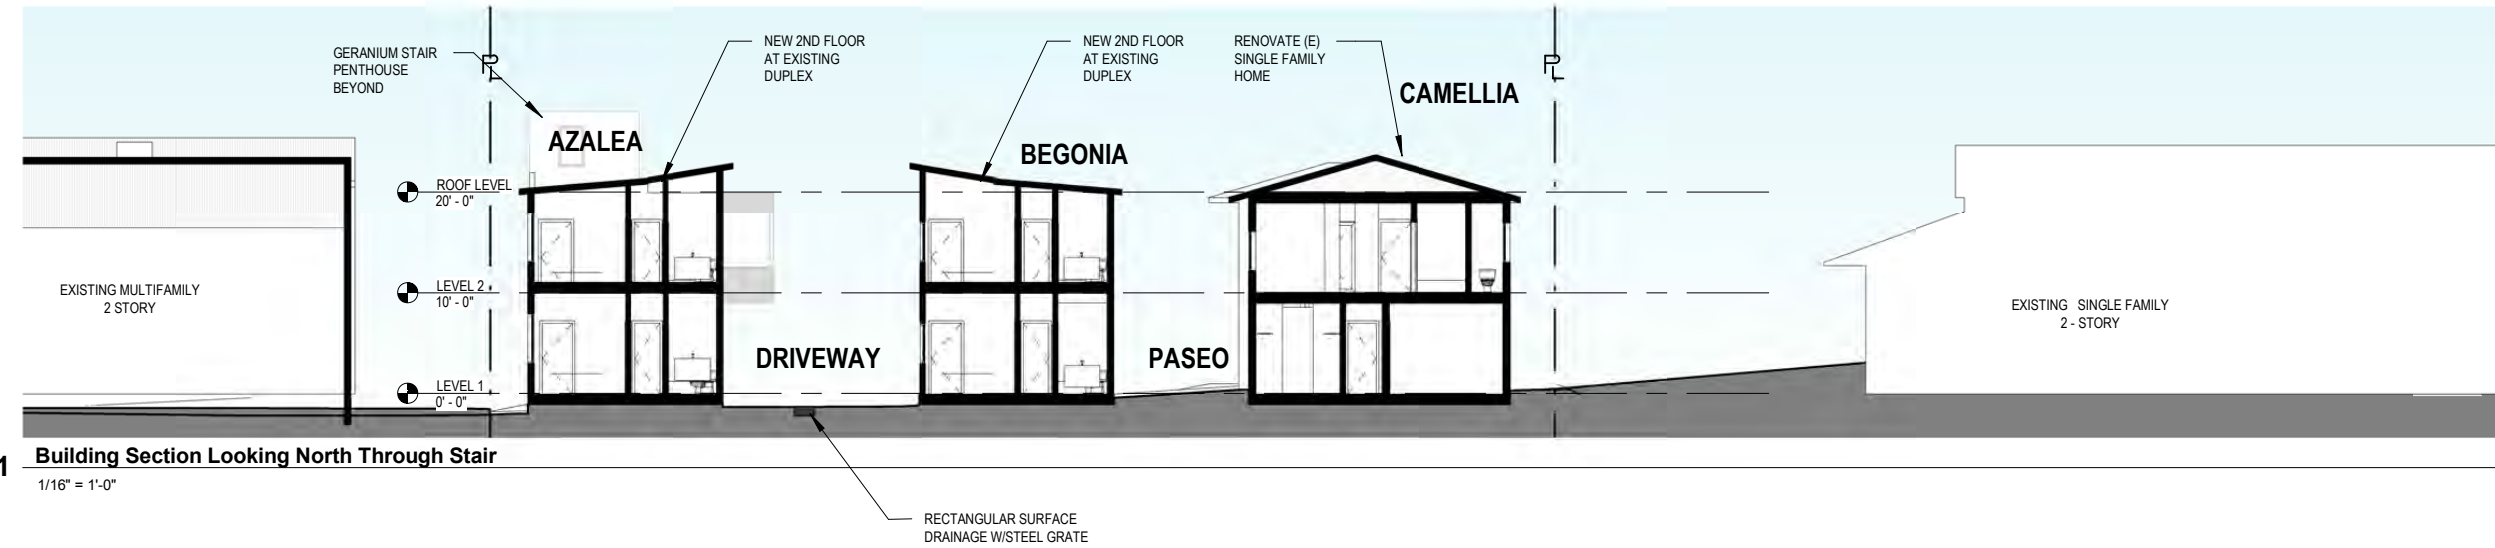 GERANIUM STAIR
PENTHOUSE
BEYOND
PL
NEW 2ND FLOOR
AT EXISTING
DUPLEX
NEW 2ND FLOOR
AT EXISTING
DUPLEX
RENOVATE (E)
SINGLE FAMILY
HOME
PL
CAMELLIA
AZALEA
BEGONIA
ROOF LEVEL
20' - 0"
LEVEL 2
10' - 0"
EXISTING MULTIFAMILY
2 STORY
EXISTING SINGLE FAMILY
2 - STORY
DRIVEWAY
PASEO
LEVEL 1
0' - 0"
1
Building Section Looking North Through Stair
1/16" = 1'-0"
RECTANGULAR SURFACE
DRAINAGE W/STEEL GRATE